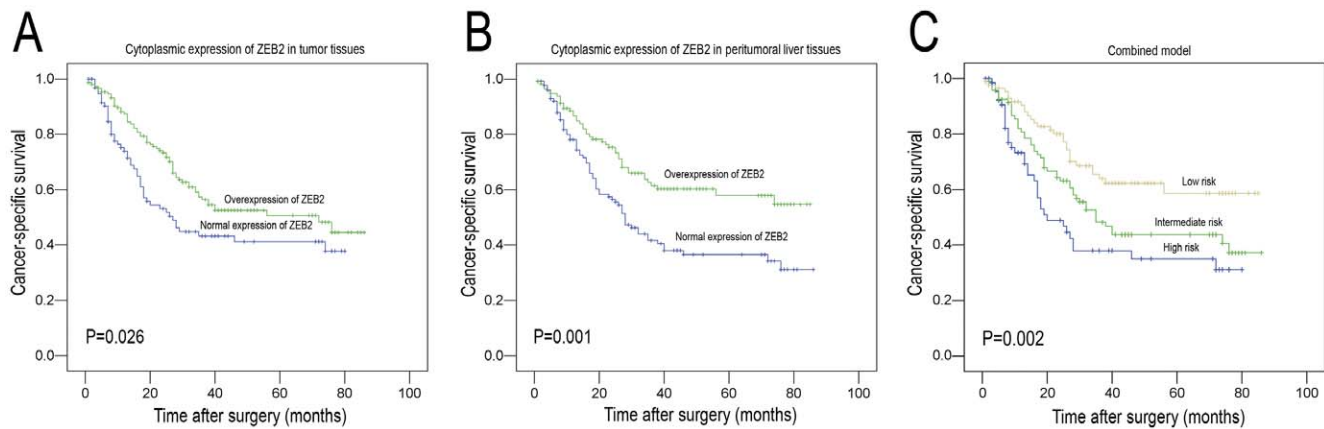 A
Cytoplasmic expression of ZEB2 in tumor tissues
1.0
0.8
0.6
0.4
0.2
0.0
Cancer-specific survival
Overexpression of ZEB2
Normal expression of ZEB2
P=0.026
0 20 40 60 80 100
Time after surgery (months)
B
Cytoplasmic expression of ZEB2 in peritumoral liver tissues
1.0
0.8
0.6
0.4
0.2
0.0
Cancer-specific survival
Overexpression of ZEB2
Normal expression of ZEB2
P=0.001
0 20 40 60 80 100
Time after surgery (months)
C
Combined model
1.0
0.8
0.6
0.4
0.2
0.0
Cancer-specific survival
Low risk
Intermediate risk
High risk
P=0.002
0 20 40 60 80 100
Time after surgery (months)